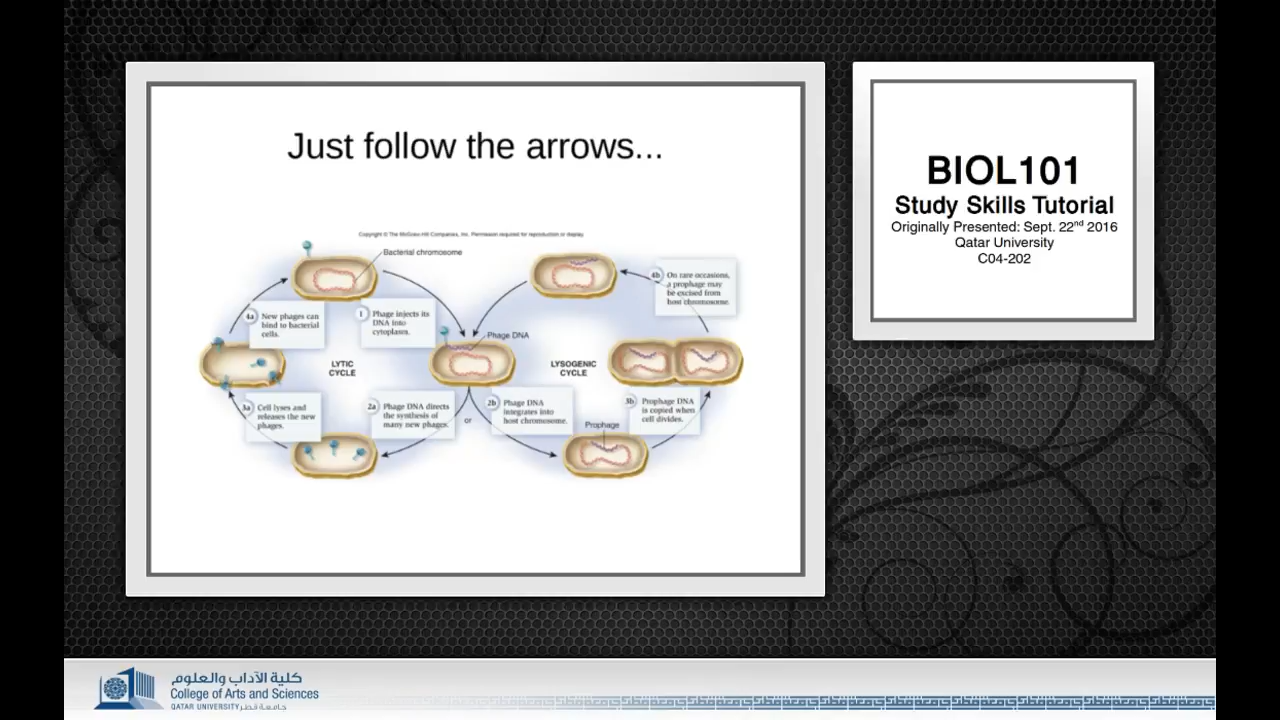 Just follow the arrows...
Copyright © The McGraw-Hill Companies, Inc. Permission required for reproduction or display.
Bacterial chromosome
4a New phages can
bind to bacterial
cells.
1 Phage injects its
DNA into
cytoplasm.
Phage DNA
4b On rare occasions,
a prophage may
be excised from
host chromosome.
LYTIC
CYCLE
LYSOGENIC
CYCLE
3a Cell lyses and
releases the new
phages.
2a Phage DNA directs
the synthesis of
many new phages.
or
2b Phage DNA
integrates into
host chromosome.
Prophage
3b Prophage DNA
is copied when
cell divides.
BIOL101
Study Skills Tutorial
Originally Presented: Sept. 22nd 2016
Qatar University
C04-202
كلية الآداب والعلوم
College of Arts and Sciences
QATAR UNIVERSITY جامعة قطر